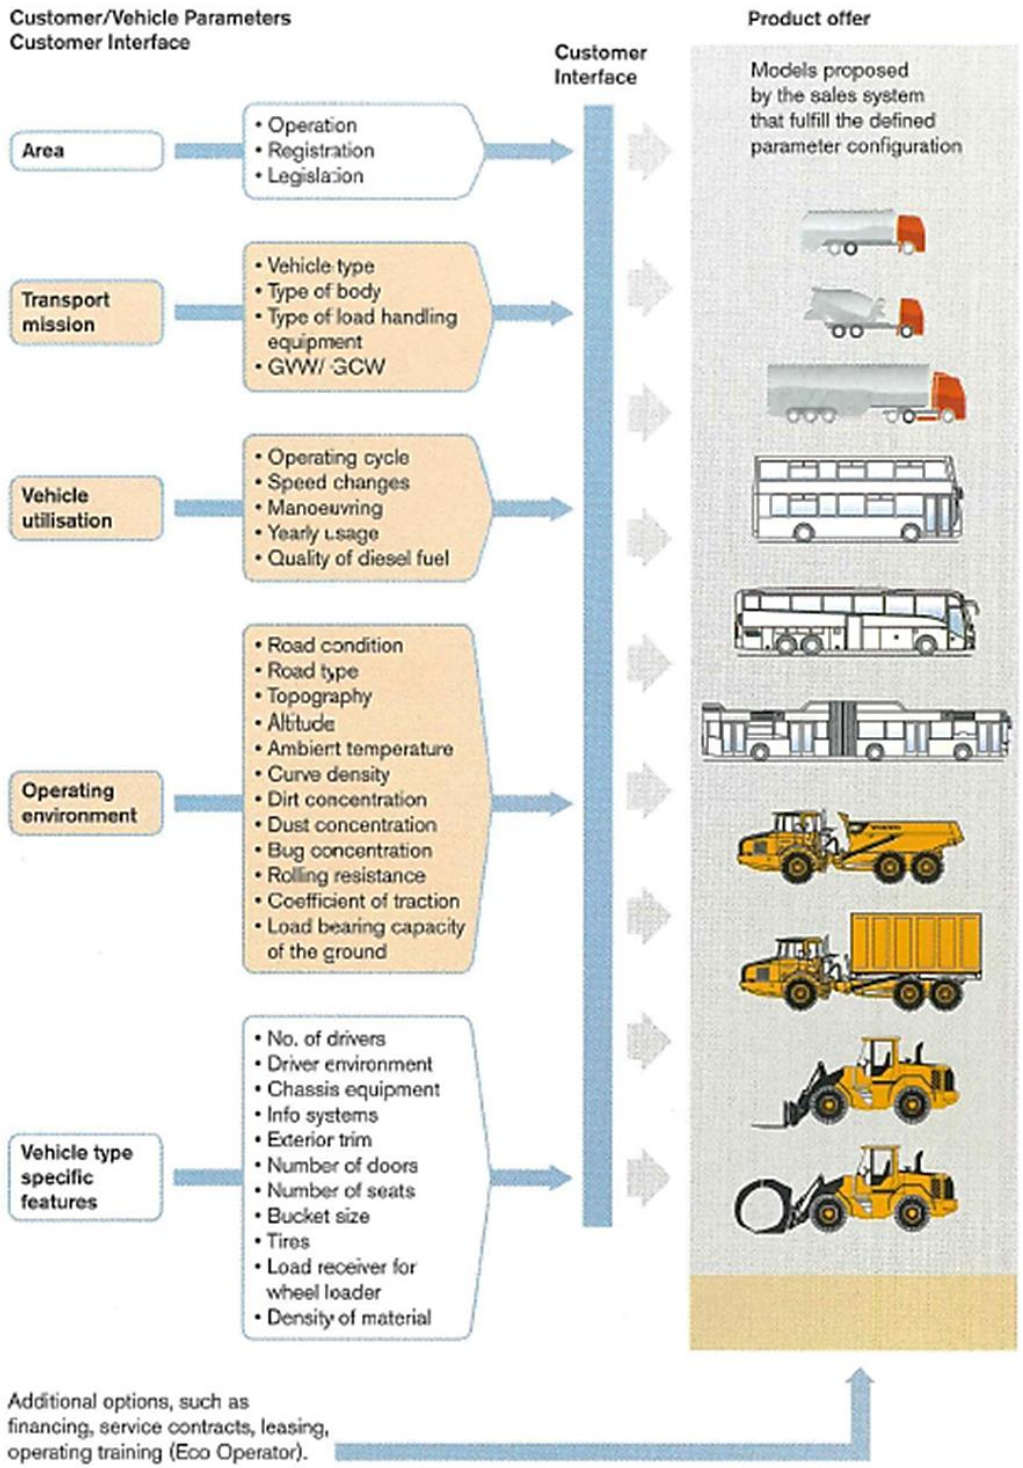 Customer/Vehicle Parameters
Customer Interface
Product offer
Customer
Interface
Models proposed
by the sales system
that fulfill the defined
parameter configuration
Area
• Operation
• Registration
• Legislation
Transport
mission
• Vehicle type
• Type of body
• Type of load handling
equipment
• GVW/ GCW
Vehicle
utilisation
• Operating cycle
• Speed changes
• Manoeuvring
• Yearly usage
• Quality of diesel fuel
Operating
environment
• Road condition
• Road type
• Topography
• Altitude
• Ambient temperature
• Curve density
• Dirt concentration
• Dust concentration
• Bug concentration
• Rolling resistance
• Coefficient of traction
• Load bearing capacity
of the ground
Vehicle type
specific
features
• No. of drivers
• Driver environment
• Chassis equipment
• Info systems
• Exterior trim
• Number of doors
• Number of seats
• Bucket size
• Tires
• Load receiver for
wheel loader
• Density of material
Additional options, such as
financing, service contracts, leasing,
operating training (Eco Operator).